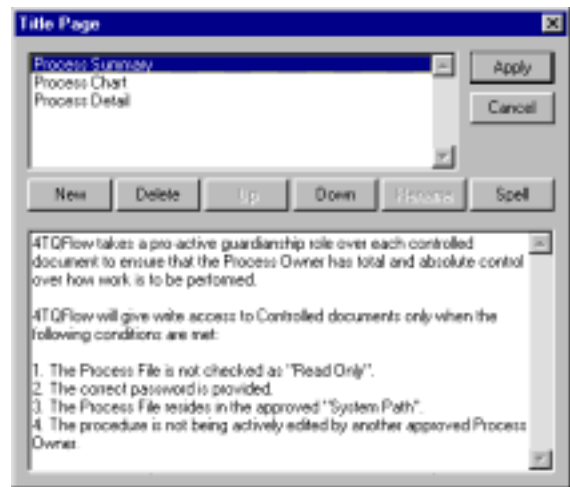 Title Page
Process Summary
Process Chart
Process Detail
Apply
Cancel
New Delete Up Down Rename Spell
4TQFlow takes a pro-active guardianship role over each controlled
document to ensure that the Process Owner has total and absolute control
over how work is to be performed.
4TQFlow will give write access to Controlled documents only when the
following conditions are met:
1. The Process File is not checked as "Read Only".
2. The correct password is provided.
3. The Process File resides in the approved "System Path".
4. The procedure is not being actively edited by another approved Process
Owner.